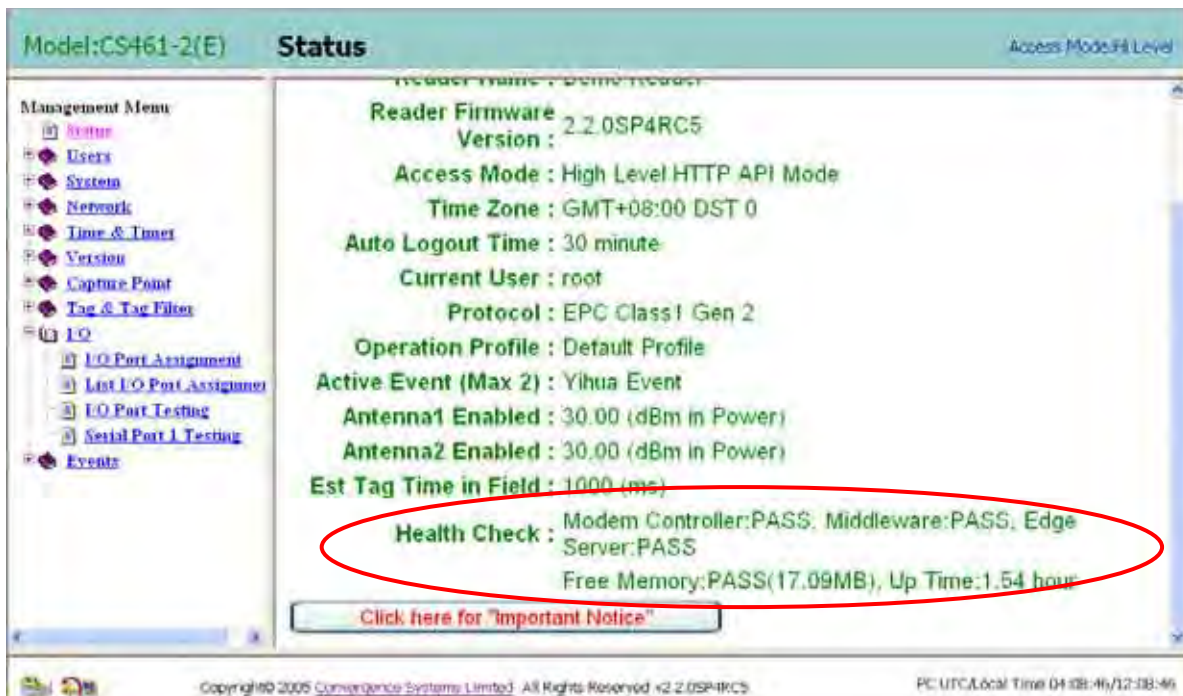 Model:CS461-2(E)
Status
Access Mode:Hi Level
Management Menu
Status
Users
System
Network
Time & Timer
Version
Capture Point
Tag & Tag Filter
I/O
I/O Port Assignment
List I/O Port Assignmer
I/O Port Testing
Serial Port 1 Testing
Events
Reader Name : Demo Reader
Reader Firmware
Version : 2.2.0SP4RC5
Access Mode : High Level HTTP API Mode
Time Zone : GMT+08:00 DST 0
Auto Logout Time : 30 minute
Current User : root
Protocol : EPC Class1 Gen 2
Operation Profile : Default Profile
Active Event (Max 2) : Yihua Event
Antenna1 Enabled : 30.00 (dBm in Power)
Antenna2 Enabled : 30.00 (dBm in Power)
Est Tag Time in Field : 1000 (ms)
Health Check : Modem Controller:PASS, Middleware:PASS, Edge
Server:PASS
Free Memory:PASS(17.09MB), Up Time:1.54 hour
Click here for "Important Notice"
Copyright© 2005 Convergence Systems Limited All Rights Reserved v2.2.0SP4RC5
PC UTC/Local Time 04:08:46/12:08:46